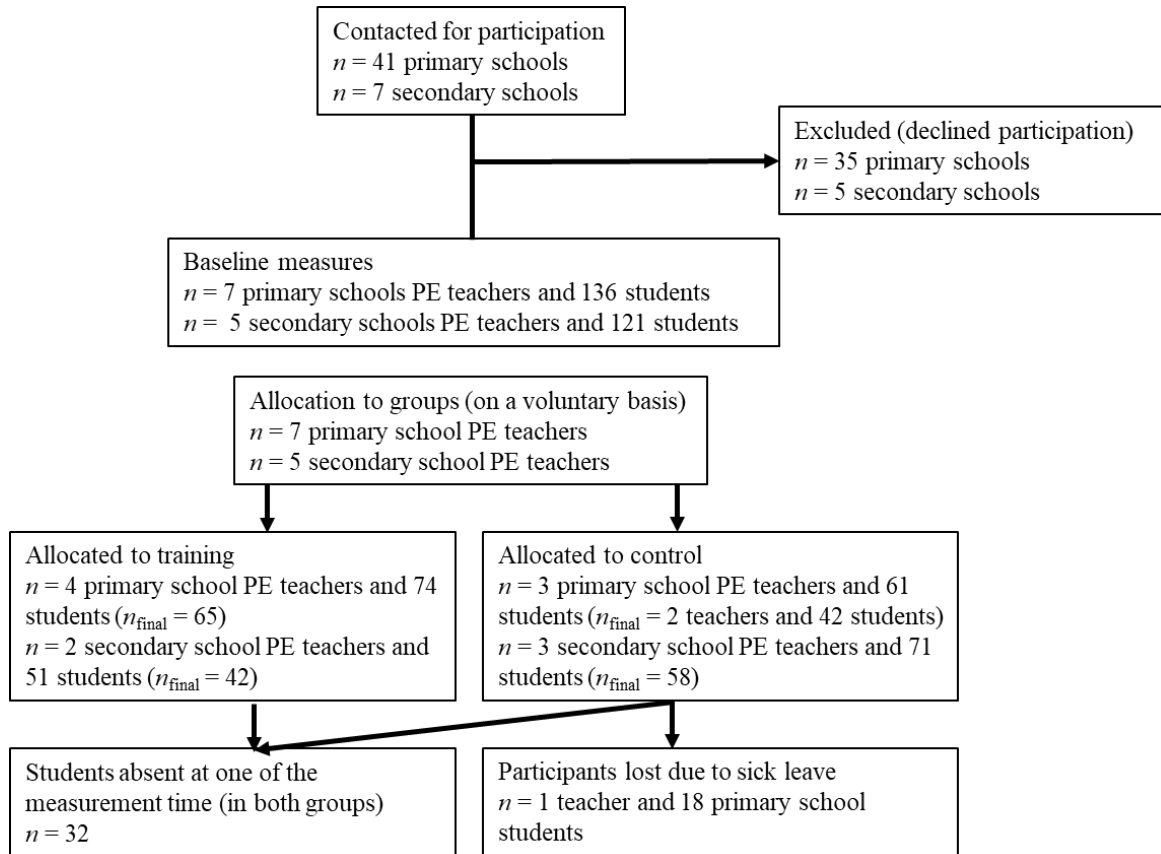 Contacted for participation
n = 41 primary schools
n = 7 secondary schools
Excluded (declined participation)
n = 35 primary schools
n = 5 secondary schools
Baseline measures
n = 7 primary schools PE teachers and 136 students
n =  5 secondary schools PE teachers and 121 students
Allocation to groups (on a voluntary basis)
n = 7 primary school PE teachers
n = 5 secondary school PE teachers
Allocated to training
n = 4 primary school PE teachers and 74
students (nfinal = 65)
n = 2 secondary school PE teachers and
51 students (nfinal = 42)
Allocated to control
n = 3 primary school PE teachers and 61
students (nfinal = 2 teachers and 42 students)
n = 3 secondary school PE teachers and 71
students (nfinal = 58)
Students absent at one of the
measurement time (in both groups)
n = 32
Participants lost due to sick leave
n = 1 teacher and 18 primary school
students